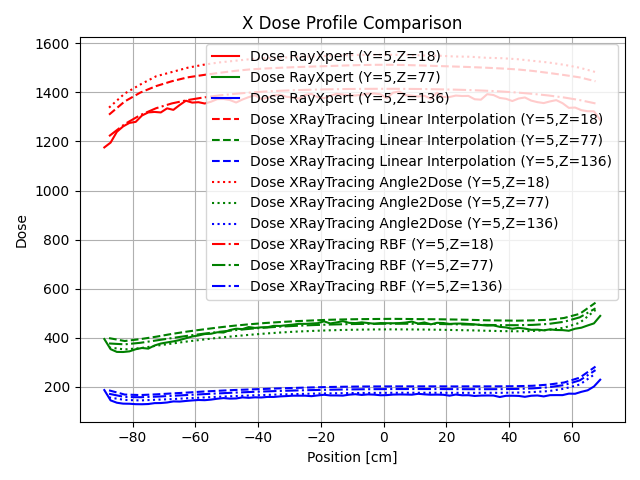 X Dose Profile Comparison
1600
1400
1200
1000
800
600
400
200
Dose
Dose RayXpert (Y=5,Z=18)
Dose RayXpert (Y=5,Z=77)
Dose RayXpert (Y=5,Z=136)
Dose XRayTracing Linear Interpolation (Y=5,Z=18)
Dose XRayTracing Linear Interpolation (Y=5,Z=77)
Dose XRayTracing Linear Interpolation (Y=5,Z=136)
Dose XRayTracing Angle2Dose (Y=5,Z=18)
Dose XRayTracing Angle2Dose (Y=5,Z=77)
Dose XRayTracing Angle2Dose (Y=5,Z=136)
Dose XRayTracing RBF (Y=5,Z=18)
Dose XRayTracing RBF (Y=5,Z=77)
Dose XRayTracing RBF (Y=5,Z=136)
−80 −60 −40 −20 0 20 40 60
Position [cm]